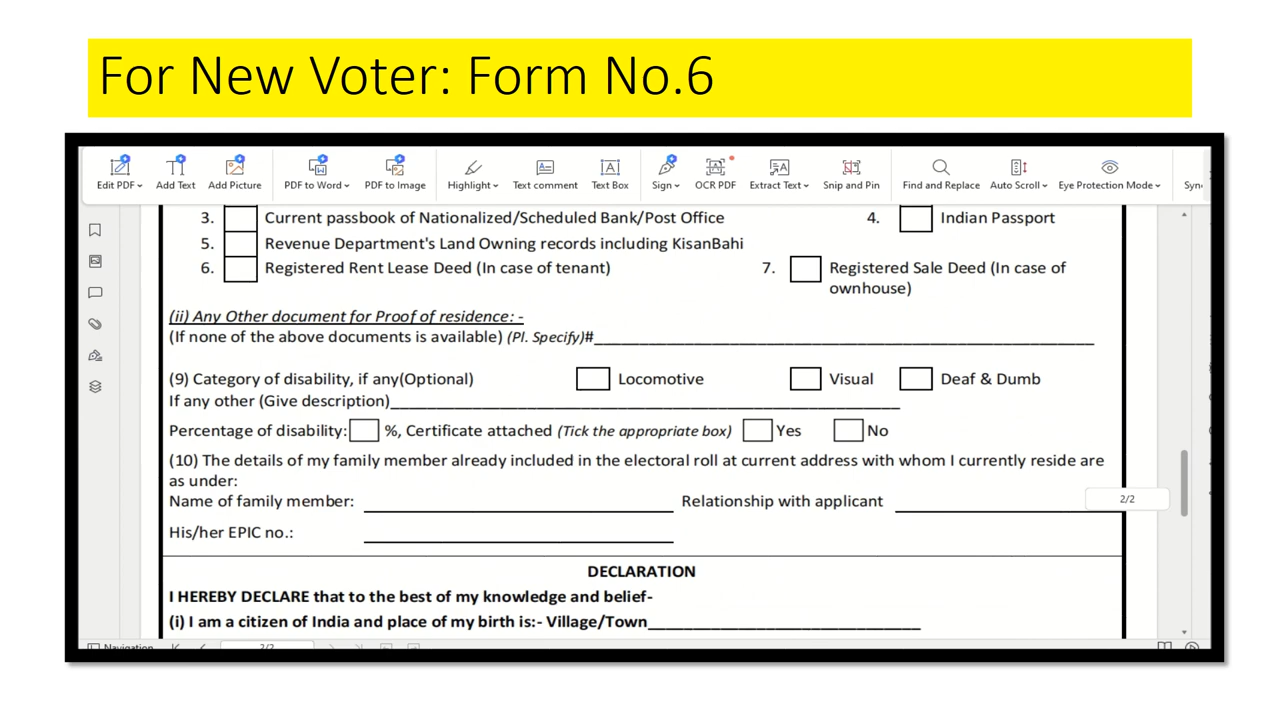 For New Voter: Form No.6
Edit PDF Add Text Add Picture PDF to Word PDF to Image Highlight Text comment Text Box Sign OCR PDF Extract Text Snip and Pin Find and Replace Auto Scroll Eye Protection Mode
3. Current passbook of Nationalized/Scheduled Bank/Post Office 4. Indian Passport
5. Revenue Department's Land Owning records including KisanBahi
6. Registered Rent Lease Deed (In case of tenant) 7. Registered Sale Deed (In case of
ownhouse)
(ii) Any Other document for Proof of residence: -
(If none of the above documents is available) (Pl. Specify)#
(9) Category of disability, if any(Optional) Locomotive Visual Deaf & Dumb
If any other (Give description)
Percentage of disability: %, Certificate attached (Tick the appropriate box) Yes No
(10) The details of my family member already included in the electoral roll at current address with whom I currently reside are
as under:
Name of family member: Relationship with applicant 2/2
His/her EPIC no.:
DECLARATION
I HEREBY DECLARE that to the best of my knowledge and belief-
(i) I am a citizen of India and place of my birth is:- Village/Town
Navigation 2/2